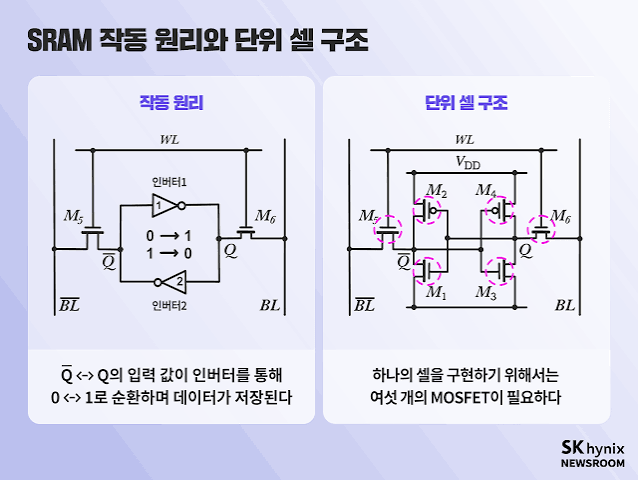 SRAM 작동 원리와 단위 셀 구조
작동 원리
WL
인버터1
1
M5
M6
0 → 1
1 → 0
Q̅
Q
2
인버터2
B̅L̅
BL
Q̅ <-> Q의 입력 값이 인버터를 통해
0 <-> 1로 순환하며 데이터가 저장된다
단위 셀 구조
WL
VDD
M2
M4
M5
M6
Q̅
Q
M1
M3
B̅L̅
BL
하나의 셀을 구현하기 위해서는
여섯 개의 MOSFET이 필요하다
SK hynix
NEWSROOM